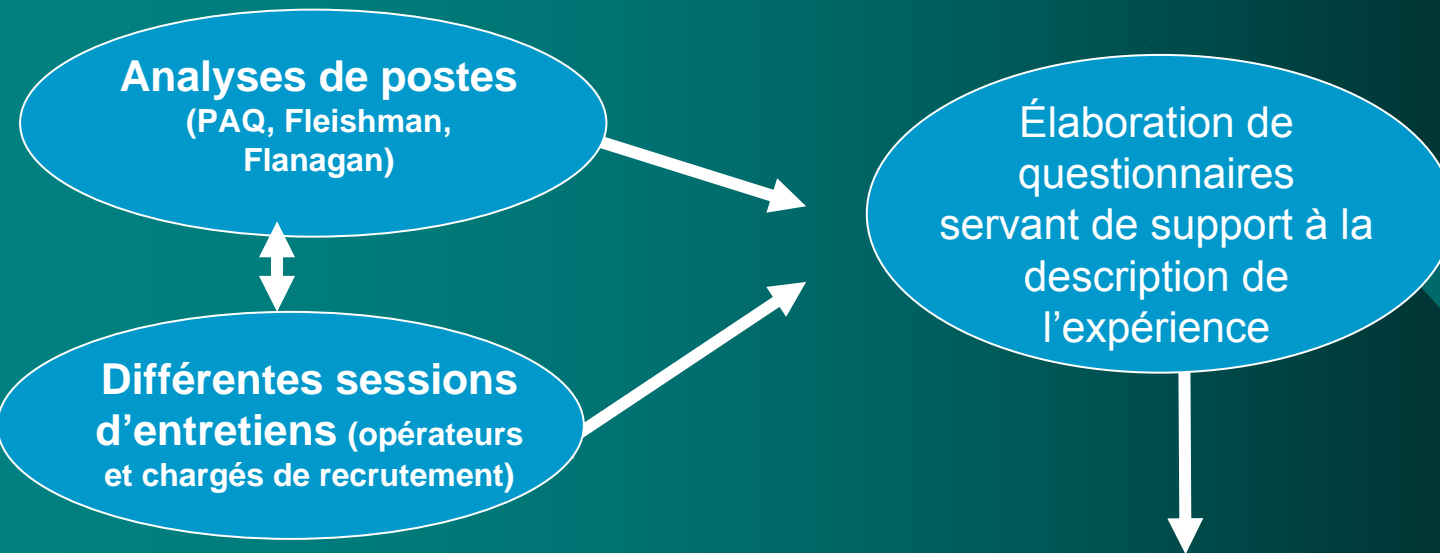 Analyses de postes
(PAQ, Fleishman,
Flanagan)
Différentes sessions
d’entretiens (opérateurs
et chargés de recrutement)
Élaboration de
questionnaires
servant de support à la
description de
l’expérience